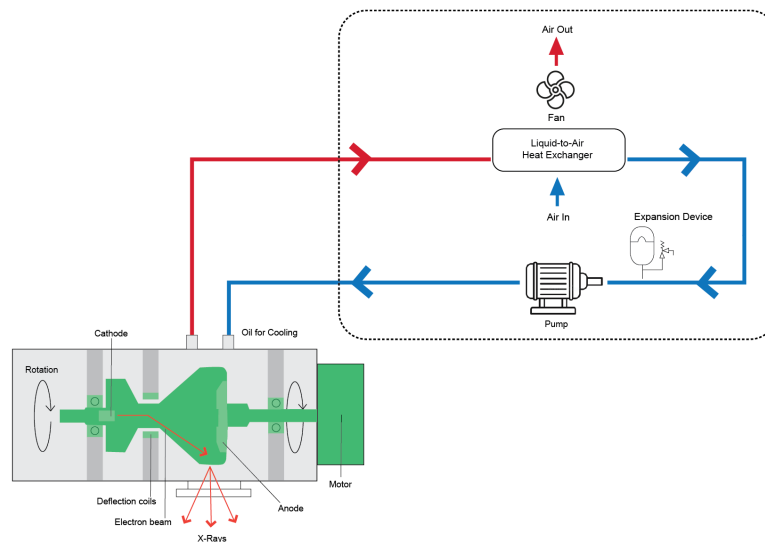 Air Out
Fan
Liquid-to-Air
Heat Exchanger
Air In
Expansion Device
Pump
Oil for Cooling
Cathode
Rotation
Motor
Deflection coils
Anode
Electron beam
X-Rays